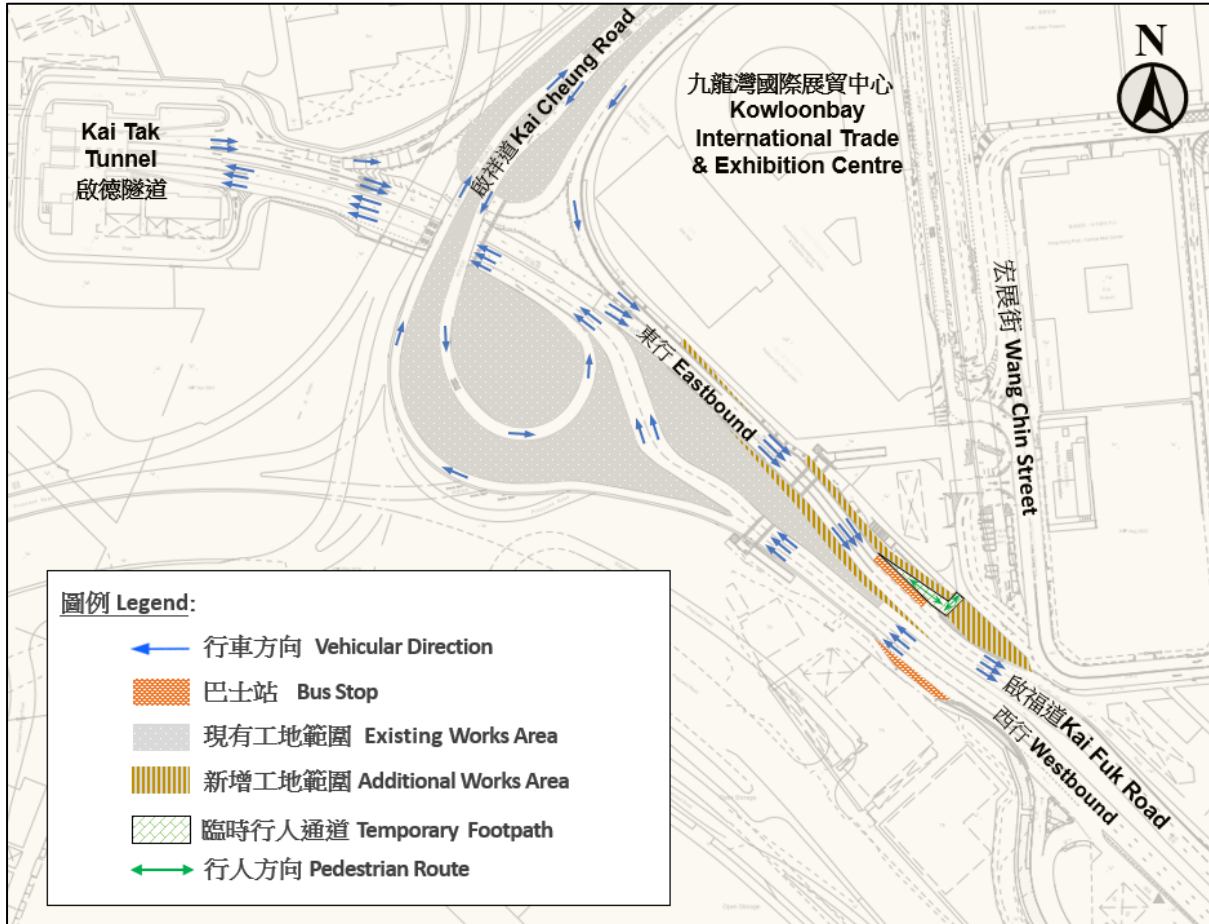 N
九龍灣國際展貿中心
Kowloonbay
International Trade
& Exhibition Centre
Kai Tak
Tunnel
啟德隧道
啟祥道 Kai Cheung Road
宏展街 Wang Chin Street
東行 Eastbound
啟福道 Kai Fuk Road
西行 Westbound
圖例 Legend:
行車方向 Vehicular Direction
巴士站 Bus Stop
現有工地範圍 Existing Works Area
新增工地範圍 Additional Works Area
臨時行人通道 Temporary Footpath
行人方向 Pedestrian Route
Open Storage
Open Storage